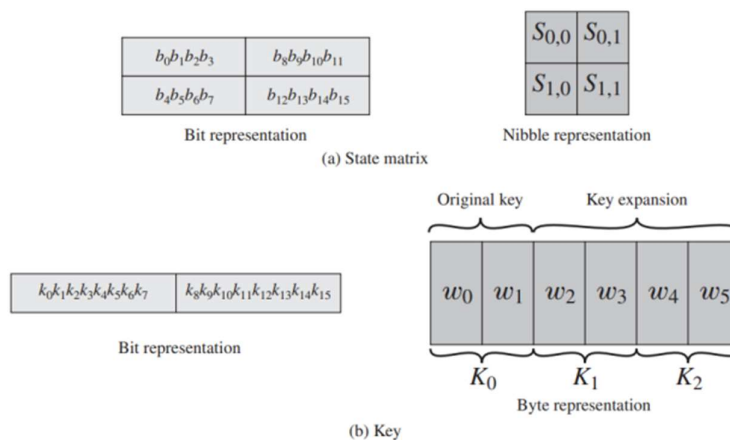 b₀b₁b₂b₃ b₈b₉b₁₀b₁₁
b₄b₅b₆b₇ b₁₂b₁₃b₁₄b₁₅
Bit representation
S₀,₀ S₀,₁
S₁,₀ S₁,₁
Nibble representation
(a) State matrix
Original key Key expansion
k₀k₁k₂k₃k₄k₅k₆k₇ k₈k₉k₁₀k₁₁k₁₂k₁₃k₁₄k₁₅
Bit representation
w₀ w₁ w₂ w₃ w₄ w₅
K₀ K₁ K₂
Byte representation
(b) Key